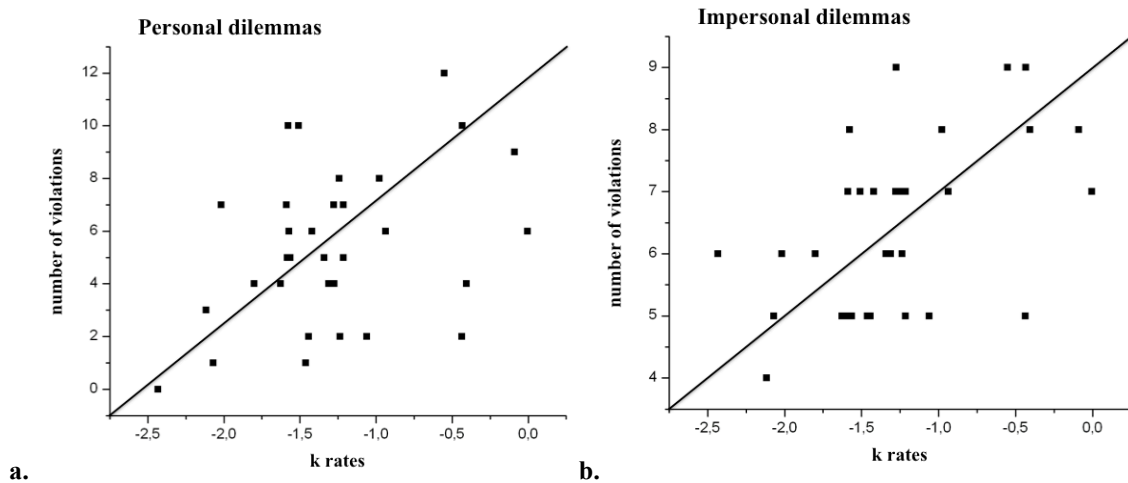 Personal dilemmas
number of violations
12
10
8
6
4
2
0
-2,5 -2,0 -1,5 -1,0 -0,5 0,0
k rates
a.
Impersonal dilemmas
number of violations
9
8
7
6
5
4
-2,5 -2,0 -1,5 -1,0 -0,5 0,0
k rates
b.